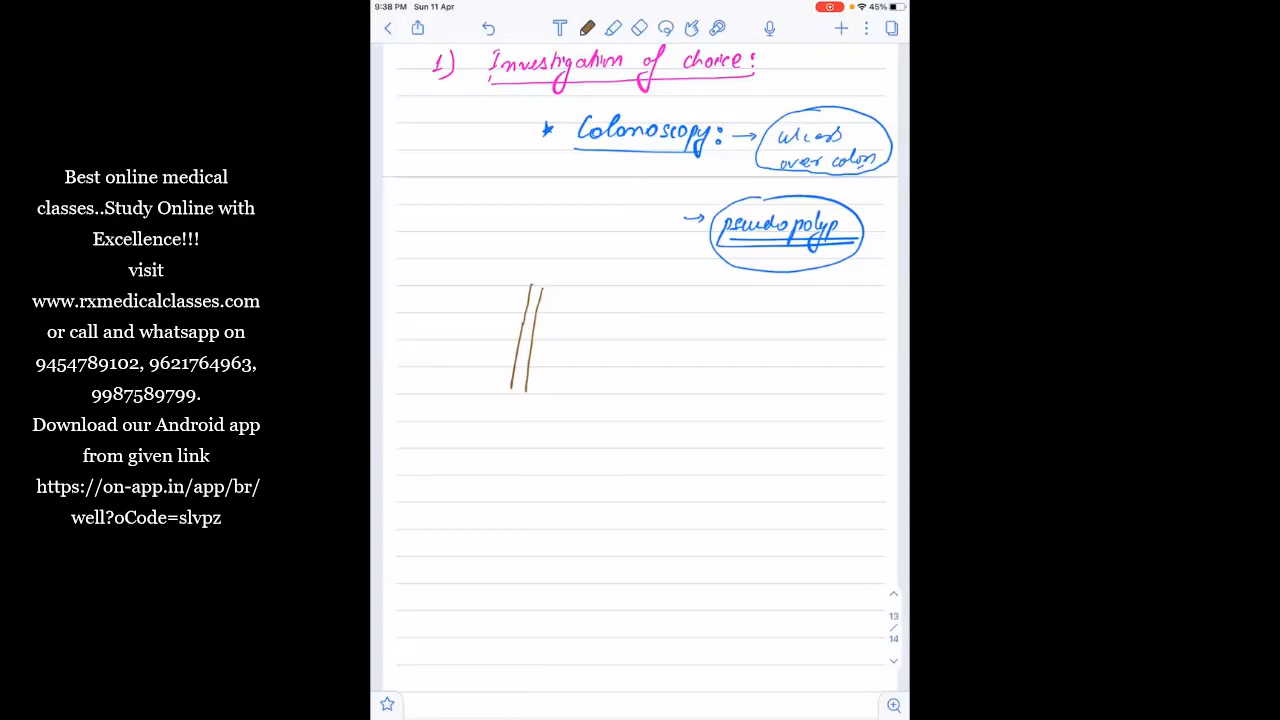 9:38 PM Sun 11 Apr
45%
1) Investigation of choice:
* Colonoscopy: → ulcers
over colon
→ pseudopolyp
Best online medical
classes..Study Online with
Excellence!!!
visit
www.rxmedicalclasses.com
or call and whatsapp on
9454789102, 9621764963,
9987589799.
Download our Android app
from given link
https://on-app.in/app/br/
well?oCode=slvpz
13
/
14